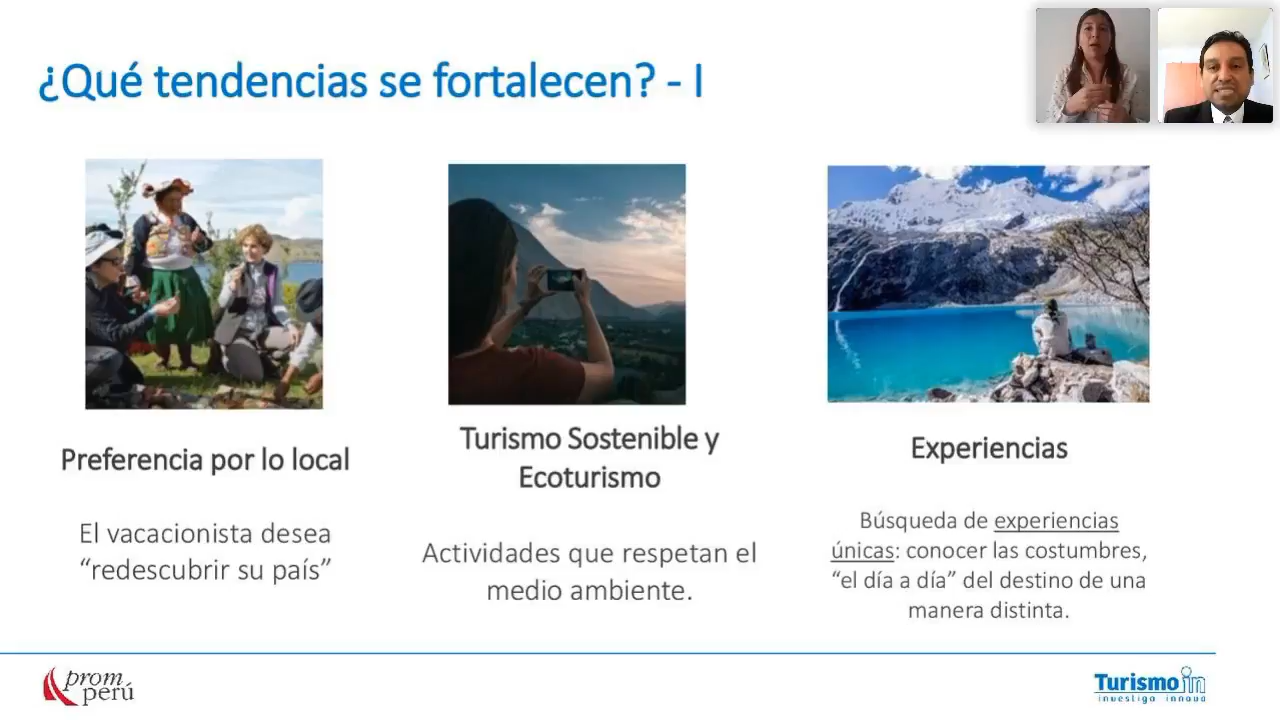 ¿Qué tendencias se fortalecen? - I
Preferencia por lo local
El vacacionista desea
“redescubrir su país”
Turismo Sostenible y
Ecoturismo
Actividades que respetan el
medio ambiente.
Experiencias
Búsqueda de experiencias
únicas: conocer las costumbres,
“el día a día” del destino de una
manera distinta.
prom
perú
Turismo in
investiga innova